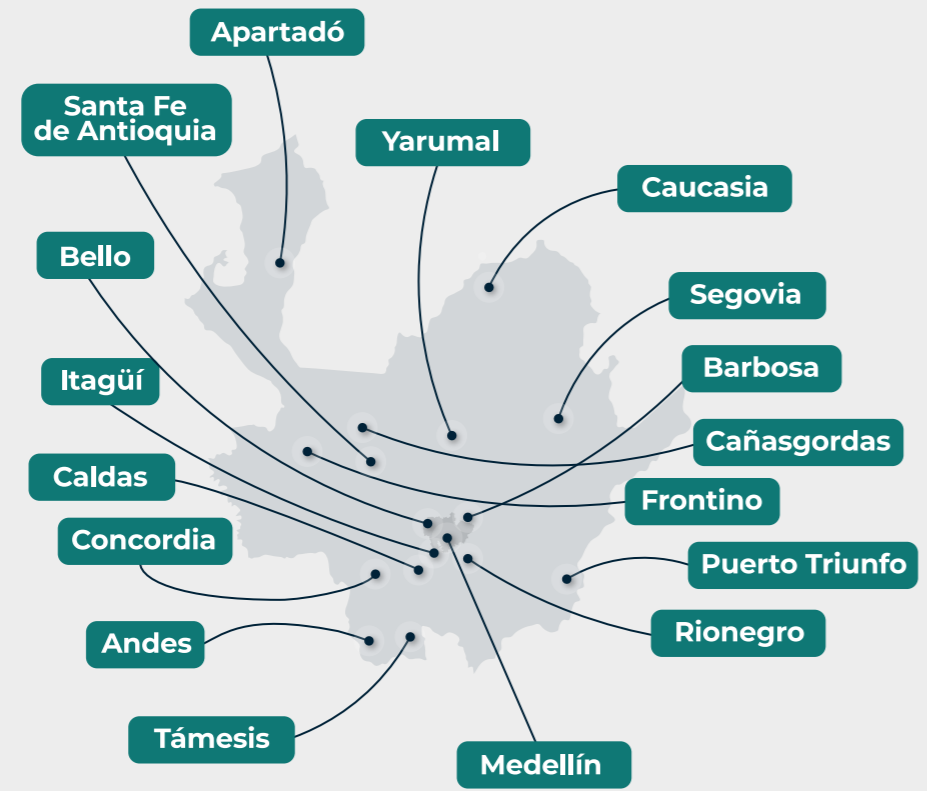 Apartadó
Santa Fe
de Antioquia
Yarumal
Caucasia
Bello
Segovia
Itagüí
Barbosa
Cañasgordas
Caldas
Frontino
Concordia
Puerto Triunfo
Andes
Rionegro
Támesis
Medellín